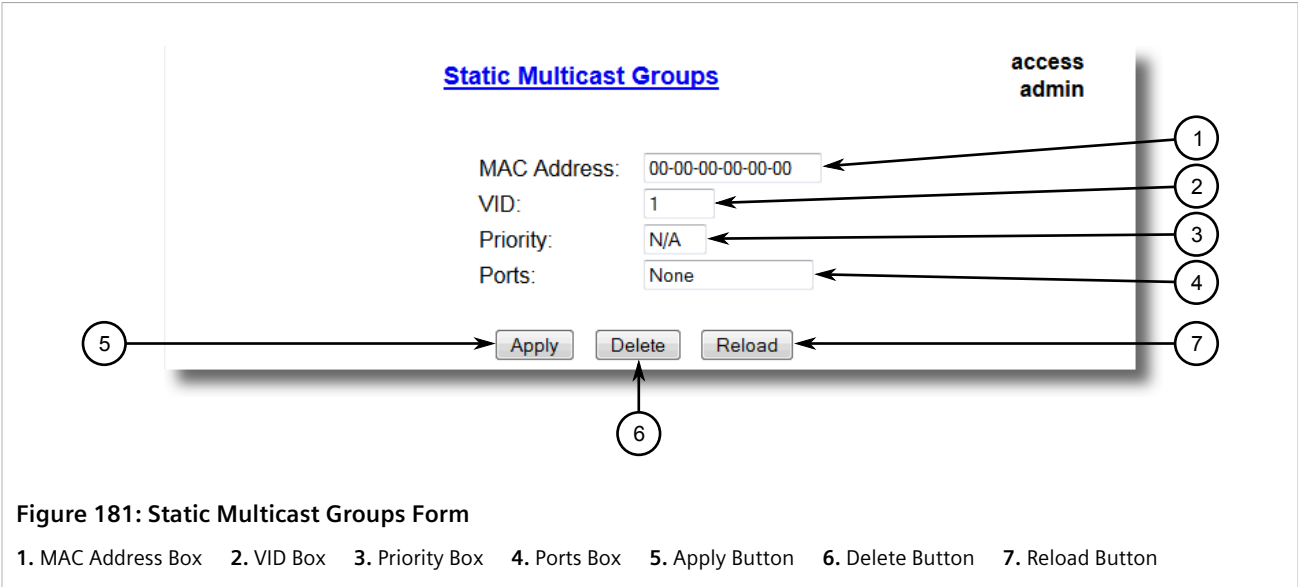 Static Multicast Groups
access
admin
MAC Address: 00-00-00-00-00-00
1
VID: 1
2
Priority: N/A
3
Ports: None
4
5
Apply Delete Reload
7
6
Figure 181: Static Multicast Groups Form
1. MAC Address Box 2. VID Box 3. Priority Box 4. Ports Box 5. Apply Button 6. Delete Button 7. Reload Button